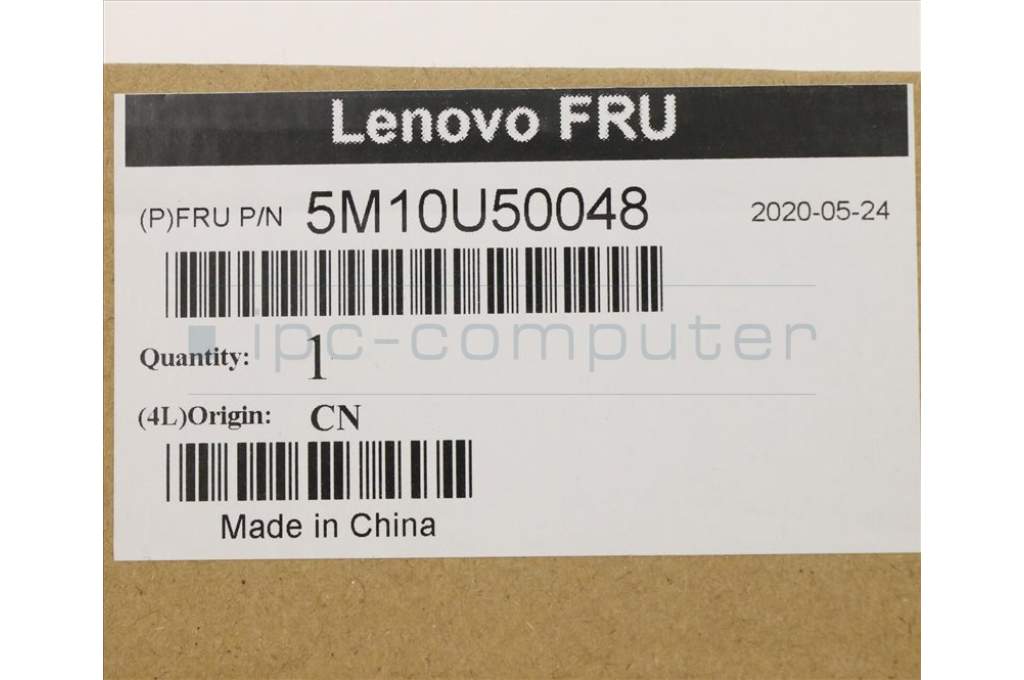 Lenovo FRU
(P)FRU P/N 5M10U50048 2020-05-24
ipc-computer
Quantity: 1
(4L)Origin: CN
Made in China